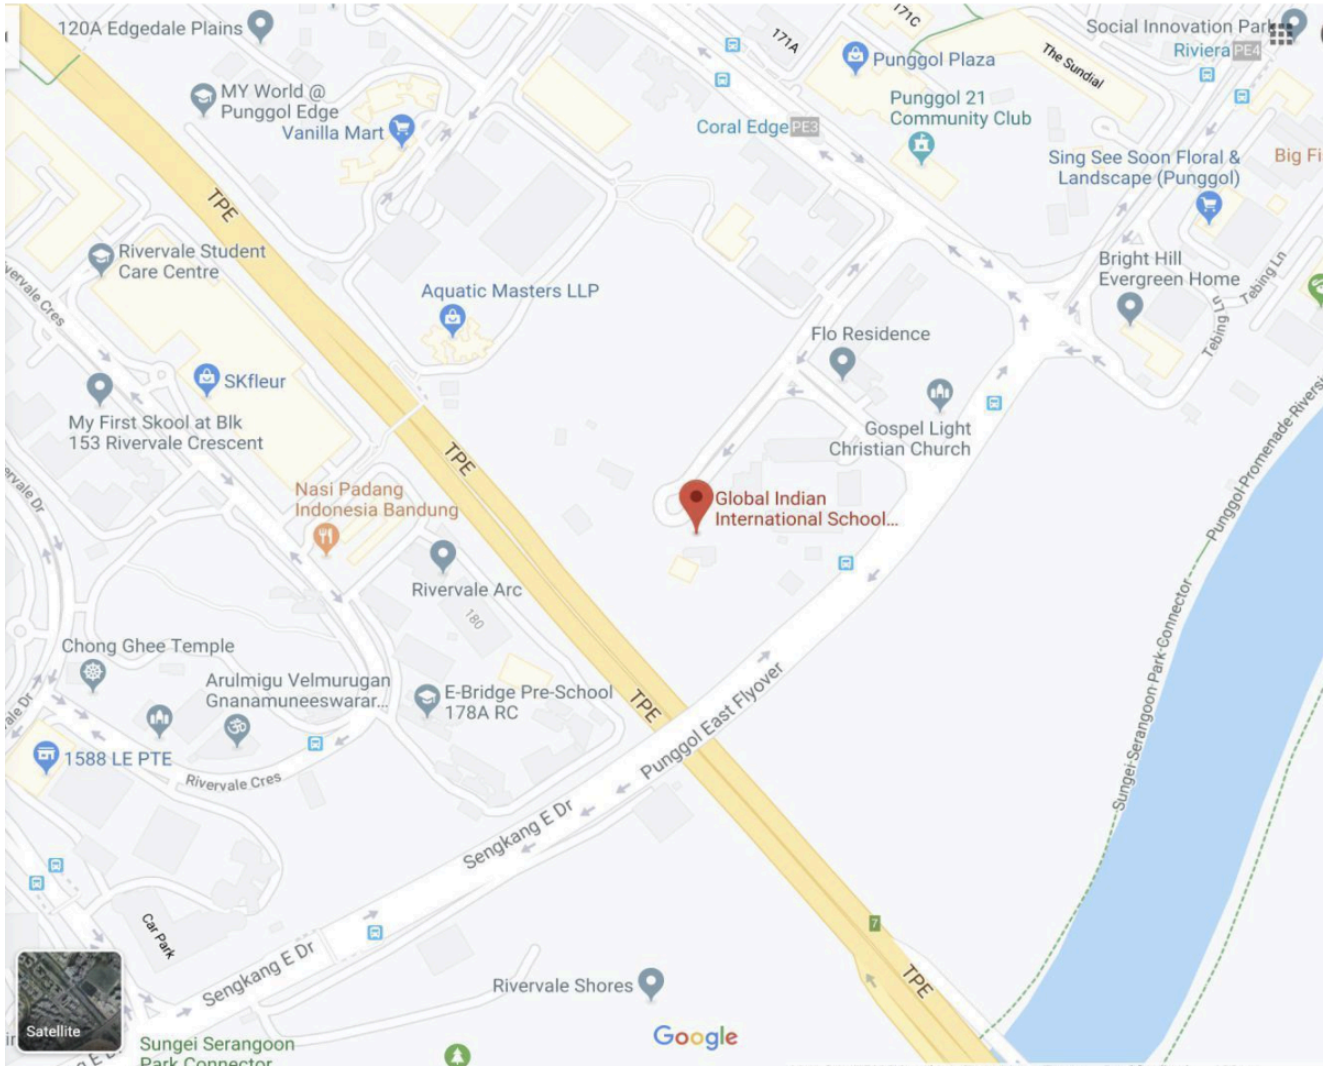 120A Edgedale Plains
171A
171C
The Sundial
Social Innovation Park
Riviera PE4
MY World @
Punggol Edge
Vanilla Mart
Punggol Plaza
Punggol 21
Community Club
Coral Edge PE3
Sing See Soon Floral &
Landscape (Punggol)
Big Fi
TPE
Rivervale Student
Care Centre
Bright Hill
Evergreen Home
Tebing Ln
Tebing Ln
Aquatic Masters LLP
Flo Residence
SKfleur
My First Skool at Blk
153 Rivervale Crescent
Gospel Light
Christian Church
TPE
Nasi Padang
Indonesia Bandung
Global Indian
International School...
Punggol Promenade Riversi
Rivervale Arc
180
Sungei Serangoon Park Connector
Chong Ghee Temple
Arulmigu Velmurugan
Gnanamuneeswarar...
E-Bridge Pre-School
178A RC
TPE
Punggol East Flyover
1588 LE PTE
Rivervale Cres
Sengkang E Dr
Car Park
7
Sengkang E Dr
TPE
Rivervale Shores
Satellite
Google
Sungei Serangoon
Park Connector